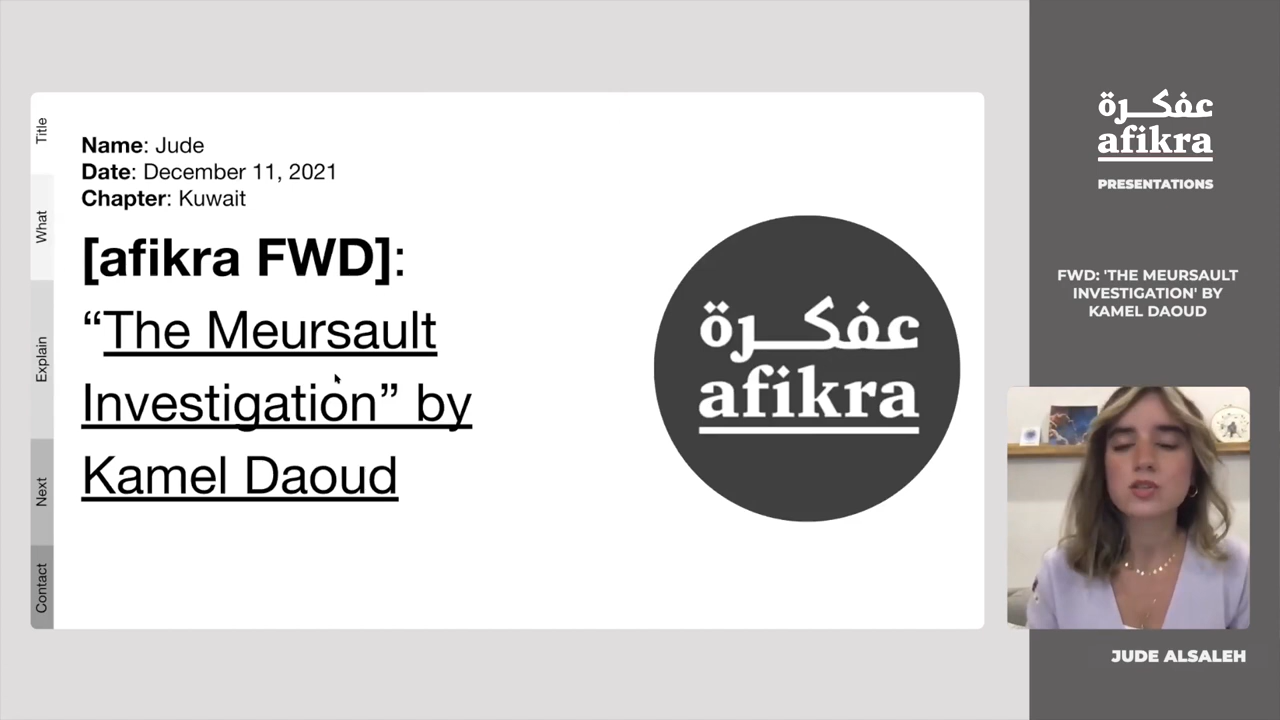 Title
What
Explain
Next
Contact
Name: Jude
Date: December 11, 2021
Chapter: Kuwait
[afikra FWD]:
“The Meursault
Investigation” by
Kamel Daoud
عفكرة
afikra
عفكرة
afikra
PRESENTATIONS
FWD: 'THE MEURSAULT
INVESTIGATION' BY
KAMEL DAOUD
JUDE ALSALEH